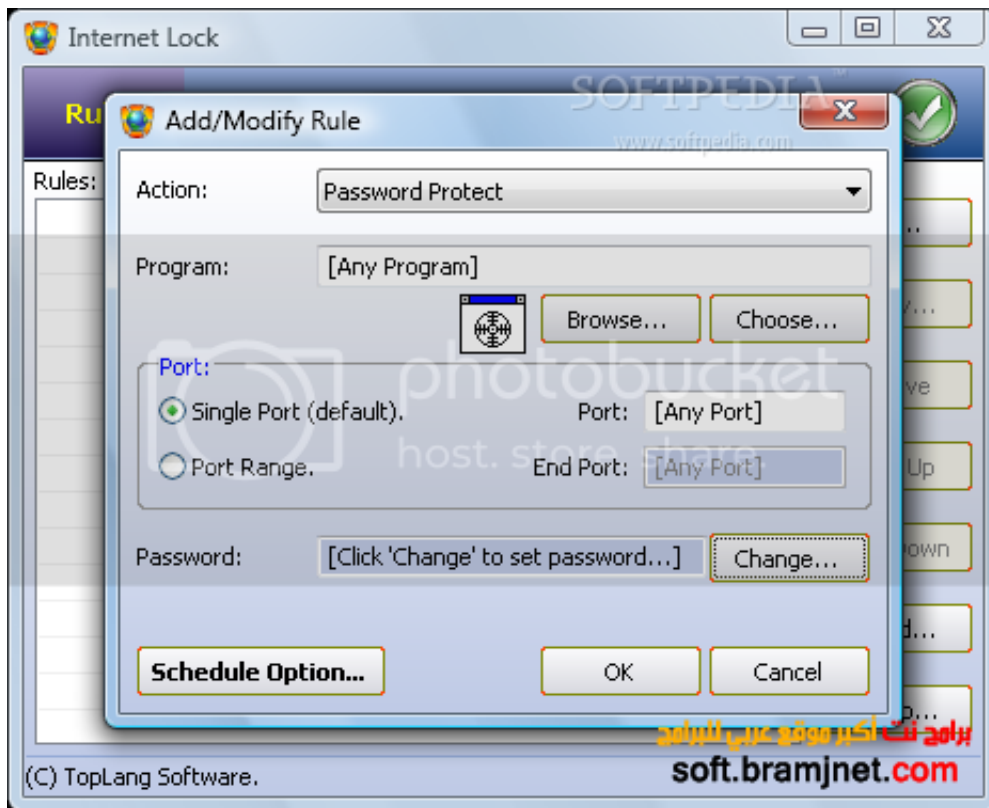 Internet Lock
SOFTPEDIA™
www.softpedia.com
Ru
Add/Modify Rule
Rules:
Action:
Password Protect
Program:
[Any Program]
Browse...
Choose...
Port:
Single Port (default).
Port:
[Any Port]
Port Range.
End Port:
[Any Port]
photobucket
host. store. share.
Password:
[Click 'Change' to set password...]
Change...
Schedule Option...
OK
Cancel
Up
برامج نت أكبر موقع عربي للبرامج
soft.bramjnet.com
(C) TopLang Software.